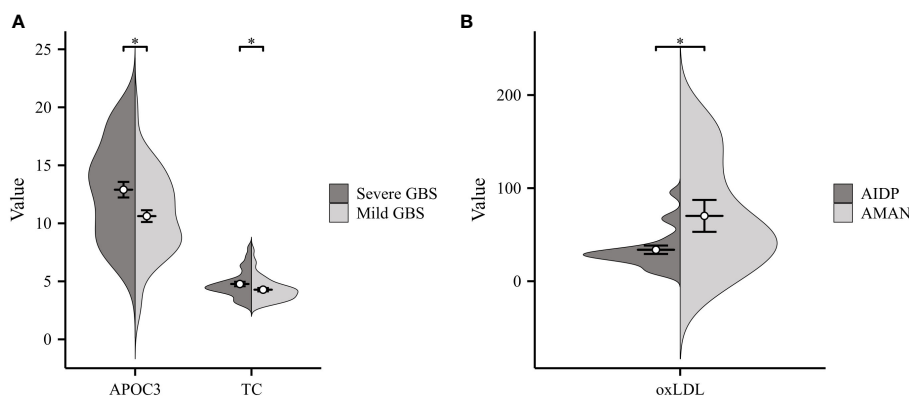 A
25
20
15
10
5
0
Value
*
*
APOC3
TC
Severe GBS
Mild GBS
B
200
100
0
Value
*
oxLDL
AIDP
AMAN